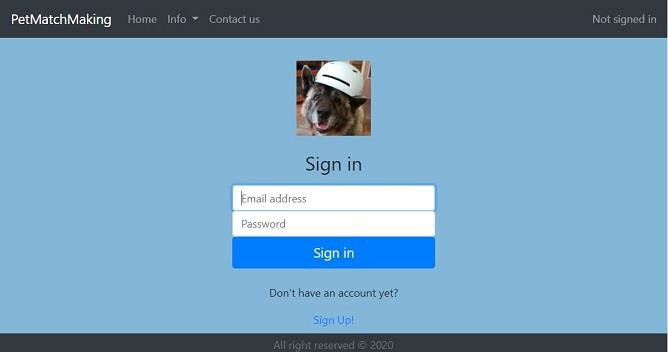 PetMatchMaking Home Info Contact us Not signed in
Sign in
Email address
Password
Sign in
Don't have an account yet?
Sign Up!
All right reserved © 2020